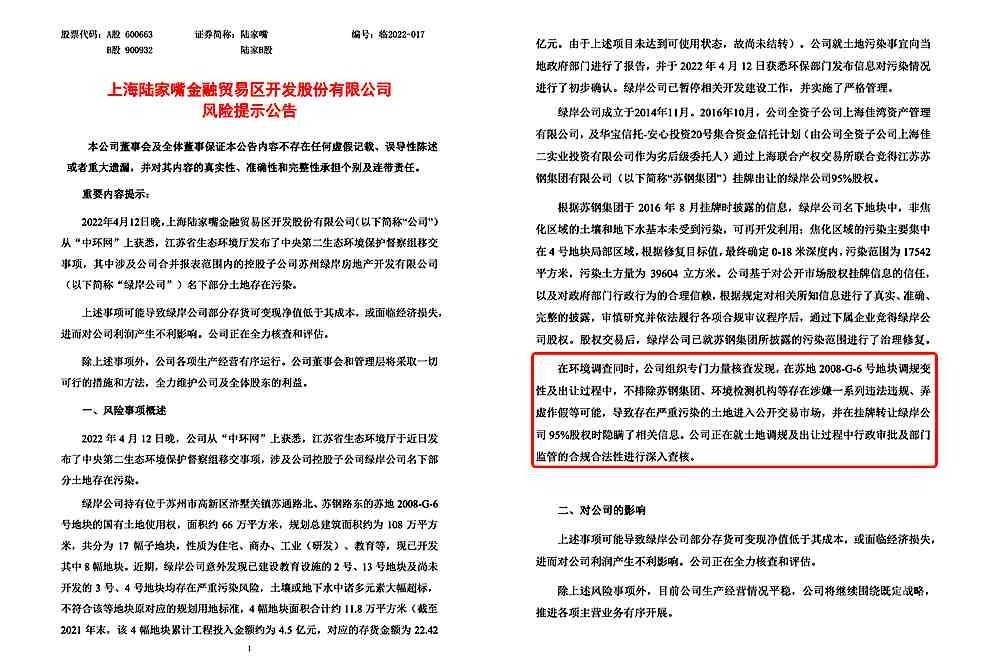 股票代码：A股 600663 证券简称：陆家嘴 编号：临2022-017
B股 900932 陆家B股
上海陆家嘴金融贸易区开发股份有限公司
风险提示公告
本公司董事会及全体董事保证本公告内容不存在任何虚假记载、误导性陈述
或者重大遗漏，并对其内容的真实性、准确性和完整性承担个别及连带责任。
重要内容提示：
2022年4月12日晚，上海陆家嘴金融贸易区开发股份有限公司（以下简称“公司”）
从“中环网”上获悉，江苏省生态环境厅发布了中央第二生态环境保护督察组移交
事项，其中涉及公司合并报表范围内的控股子公司苏州绿岸房地产开发有限公司
（以下简称“绿岸公司”）名下部分土地存在污染。
上述事项可能导致绿岸公司部分存货可变现净值低于其成本，或面临经济损失，
进而对公司利润产生不利影响。公司正在全力核查和评估。
除上述事项外，公司各项生产经营有序运行。公司董事会和管理层将采取一切
可行的措施和方法，全力维护公司及全体股东的利益。
一、风险事项概述
2022 年 4 月 12 日晚，公司从“中环网”上获悉，江苏省生态环境厅于近日发
布了中央第二生态环境保护督察组移交事项，涉及公司控股子公司绿岸公司名下部
分土地存在污染。
绿岸公司持有位于苏州市高新区浒墅关镇苏通路北、苏钢路东的苏地 2008-G-6
号地块的国有土地使用权，面积约 66 万平方米，规划总建筑面积约为 108 万平方
米，共分为 17 幅子地块，性质为住宅、商办、工业（研发）、教育等，现已开发
其中 8 幅地块。近期，绿岸公司意外发现已建设教育设施的 2 号、13 号地块及尚未
开发的 3 号、4 号地块均存在严重污染风险，土壤或地下水中诸多元素大幅超标，
不符合该等地块原对应的规划用地标准，4 幅地块面积合计约 11.8 万平方米（截至
2021 年末，该 4 幅地块累计工程投入金额约为 4.5 亿元，对应的存货金额为 22.42
1
亿元。由于上述项目未达到可使用状态，故尚未结转）。公司就土地污染事宜向当
地政府部门进行了报告，并于 2022 年 4 月 12 日获悉环保部门发布信息对污染情况
进行了初步确认。绿岸公司已暂停相关开发建设工作，并实施了严格管理。
绿岸公司成立于2014年11月。2016年10月，公司全资子公司上海佳湾资产管理
有限公司，及华宝信托-安心投资20号集合资金信托计划（由公司全资子公司上海佳
二实业投资有限公司作为劣后级委托人）通过上海联合产权交易所联合竞得江苏苏
钢集团有限公司（以下简称“苏钢集团”）挂牌出让的绿岸公司95%股权。
根据苏钢集团于 2016 年 8 月挂牌时披露的信息，绿岸公司名下地块中，非焦
化区域的土壤和地下水基本未受到污染，可再开发利用；焦化区域的污染主要集中
在 4 号地块局部区域，根据修复目标值，最终确定 0-18 米深度内，污染范围为 17542
平方米，污染土方量为 39604 立方米。公司基于对公开市场股权挂牌信息的信任，
以及对政府部门行政行为的合理信赖，根据规定对相关所知信息进行了真实、准确、
完整的披露，审慎研究并依法履行各项合规审议程序后，通过下属企业竞得绿岸公
司股权。股权交易后，绿岸公司已就苏钢集团所披露的污染范围进行了治理修复。
在环境调查同时，公司组织专门力量核查发现，在苏地 2008-G-6 号地块调规变
性及出让过程中，不排除苏钢集团、环境检测机构等存在涉嫌一系列违法违规、弄
虚作假等可能，导致存在严重污染的土地进入公开交易市场，并在挂牌转让绿岸公
司 95%股权时隐瞒了相关信息。公司正在就土地调规及出让过程中行政审批及部门
监管的合规合法性进行深入查核。
二、对公司的影响
上述事项可能导致绿岸公司部分存货可变现净值低于其成本，或面临经济损失，
进而对公司利润产生不利影响。公司正在全力核查和评估。
除上述风险事项外，目前公司生产经营情况平稳，公司将继续围绕既定战略，
推进各项主营业务有序开展。